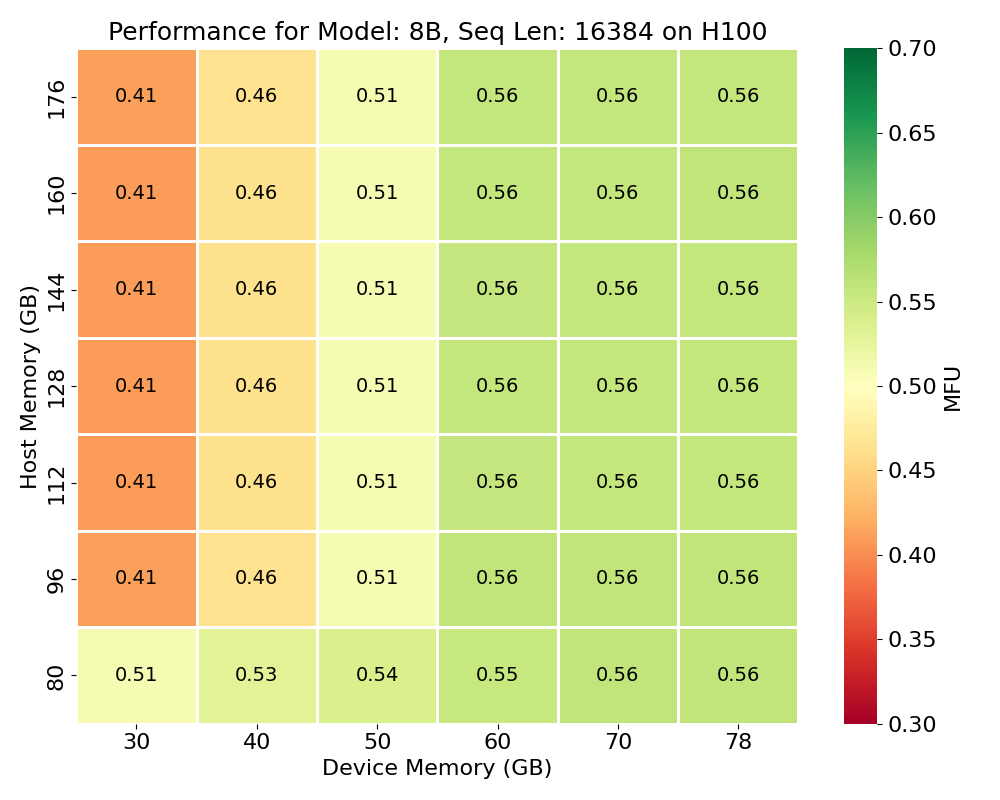 Performance for Model: 8B, Seq Len: 16384 on H100
Host Memory (GB)
176 0.41 0.46 0.51 0.56 0.56 0.56
160 0.41 0.46 0.51 0.56 0.56 0.56
144 0.41 0.46 0.51 0.56 0.56 0.56
128 0.41 0.46 0.51 0.56 0.56 0.56
112 0.41 0.46 0.51 0.56 0.56 0.56
96 0.41 0.46 0.51 0.56 0.56 0.56
80 0.51 0.53 0.54 0.55 0.56 0.56
30 40 50 60 70 78
Device Memory (GB)
0.70
0.65
0.60
0.55
0.50
0.45
0.40
0.35
0.30
MFU